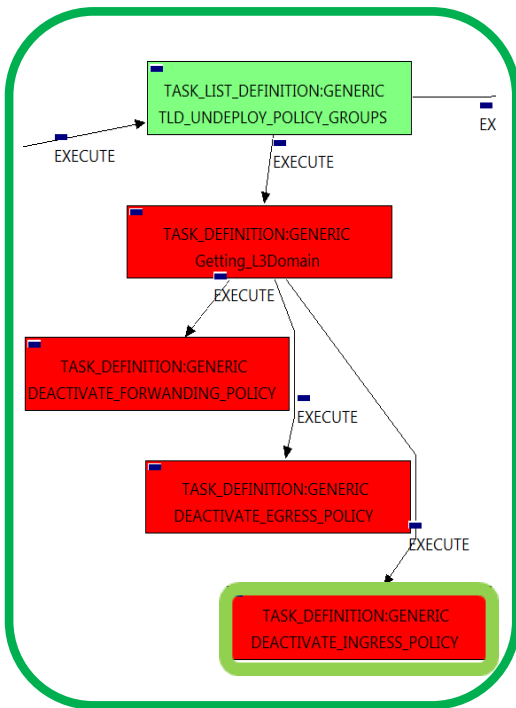 TASK_LIST_DEFINITION:GENERIC
TLD_UNDEPLOY_POLICY_GROUPS
EX
EXECUTE
EXECUTE
TASK_DEFINITION:GENERIC
Getting_L3Domain
EXECUTE
TASK_DEFINITION:GENERIC
DEACTIVATE_FORWANDING_POLICY
EXECUTE
TASK_DEFINITION:GENERIC
DEACTIVATE_EGRESS_POLICY
EXECUTE
TASK_DEFINITION:GENERIC
DEACTIVATE_INGRESS_POLICY